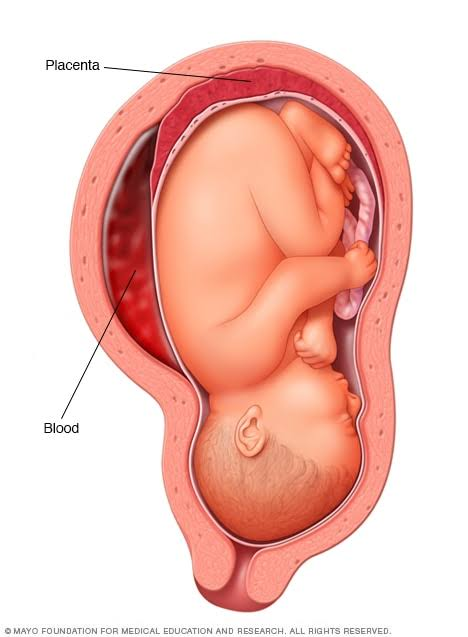 Placenta
Blood
© MAYO FOUNDATION FOR MEDICAL EDUCATION AND RESEARCH. ALL RIGHTS RESERVED.